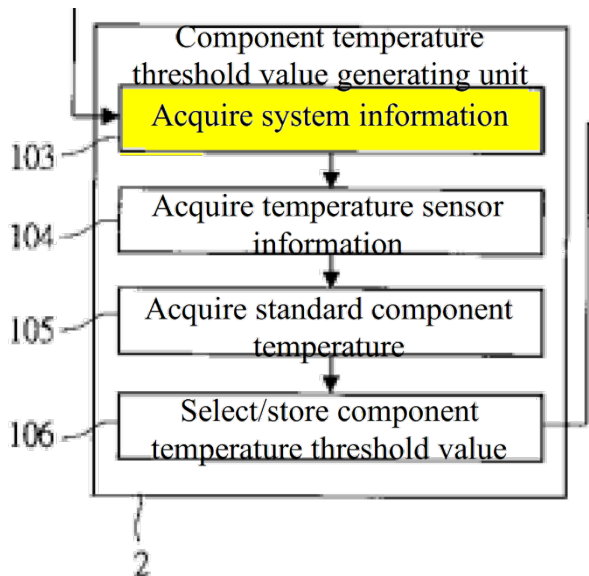 Component temperature
threshold value generating unit
Acquire system information
103
Acquire temperature sensor
information
104
Acquire standard component
temperature
105
Select/store component
temperature threshold value
106
2